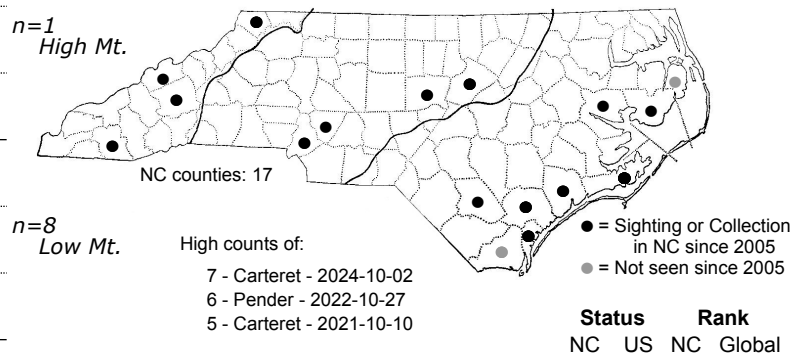 n=1
High Mt.
NC counties: 17
n=8
Low Mt.
High counts of:
7 - Carteret - 2024-10-02
6 - Pender - 2022-10-27
5 - Carteret - 2021-10-10
= Sighting or Collection
in NC since 2005
= Not seen since 2005
Status Rank
NC US NC Global